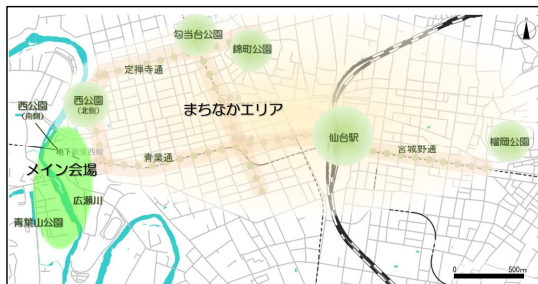 勾当台公園
錦町公園
定禅寺通
西公園
(北側)
まちなかエリア
西公園
(南側)
仙台駅
榴岡公園
宮城野通
地下鉄東西線
青葉通
メイン会場
広瀬川
青葉山公園
0
500m